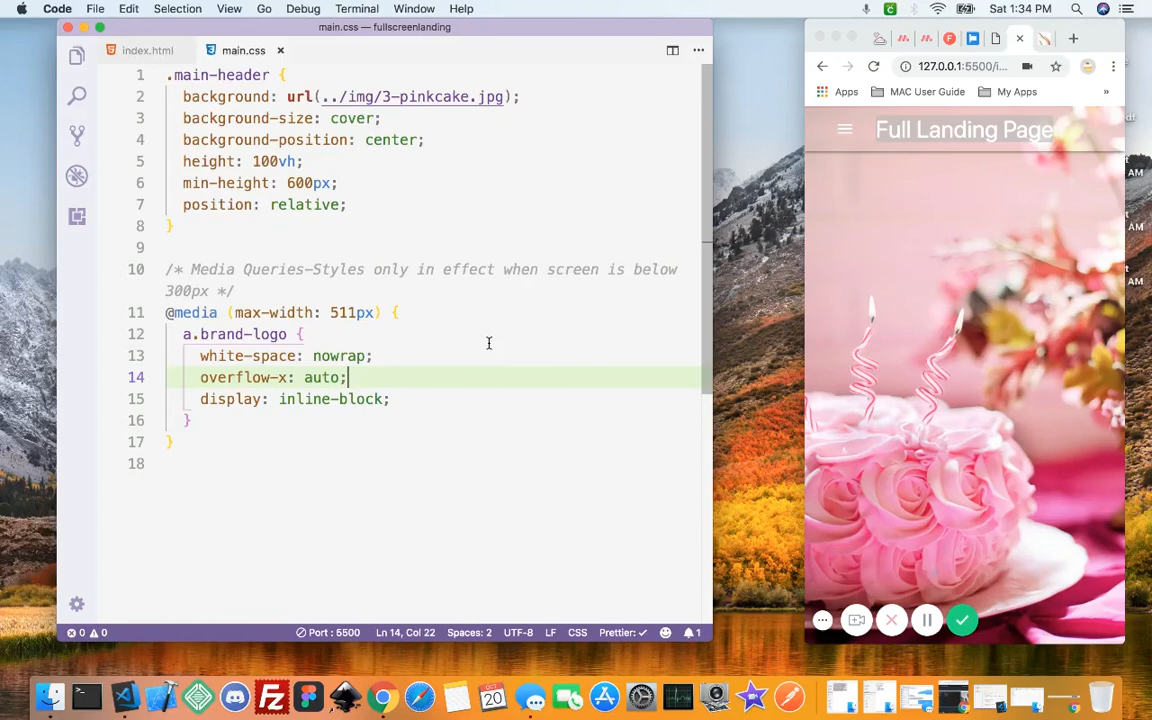 Code File Edit Selection View Go Debug Terminal Window Help
Sat 1:34 PM
main.css — fullscreenlanding
index.html
main.css
1 .main-header {
2 background: url(../img/3-pinkcake.jpg);
3 background-size: cover;
4 background-position: center;
5 height: 100vh;
6 min-height: 600px;
7 position: relative;
8 }
9
10 /* Media Queries-Styles only in effect when screen is below
300px */
11 @media (max-width: 511px) {
12 a.brand-logo {
13 white-space: nowrap;
14 overflow-x: auto;
15 display: inline-block;
16 }
17 }
18
0 0 Port : 5500 Ln 14, Col 22 Spaces: 2 UTF-8 LF CSS Prettier: ✓ 1
127.0.0.1:5500/i...
Apps MAC User Guide My Apps »
Full Landing Page
AM
AM
AM
OCT
20